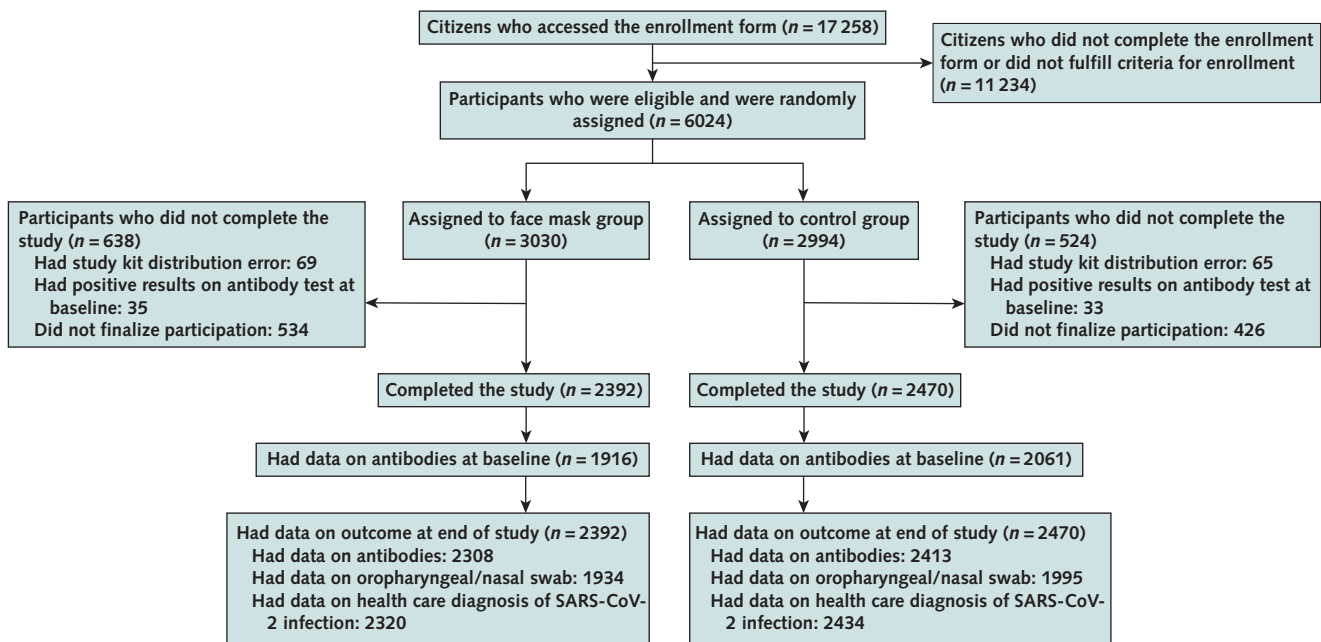 Citizens who accessed the enrollment form (n = 17 258)
Citizens who did not complete the enrollment
form or did not fulfill criteria for enrollment
(n = 11 234)
Participants who were eligible and were randomly
assigned (n = 6024)
Participants who did not complete the
study (n = 638)
Had study kit distribution error: 69
Had positive results on antibody test at
baseline: 35
Did not finalize participation: 534
Assigned to face mask group
(n = 3030)
Assigned to control group
(n = 2994)
Participants who did not complete the
study (n = 524)
Had study kit distribution error: 65
Had positive results on antibody test at
baseline: 33
Did not finalize participation: 426
Completed the study (n = 2392)
Completed the study (n = 2470)
Had data on antibodies at baseline (n = 1916)
Had data on antibodies at baseline (n = 2061)
Had data on outcome at end of study (n = 2392)
Had data on antibodies: 2308
Had data on oropharyngeal/nasal swab: 1934
Had data on health care diagnosis of SARS-CoV-
2 infection: 2320
Had data on outcome at end of study (n = 2470)
Had data on antibodies: 2413
Had data on oropharyngeal/nasal swab: 1995
Had data on health care diagnosis of SARS-CoV-
2 infection: 2434